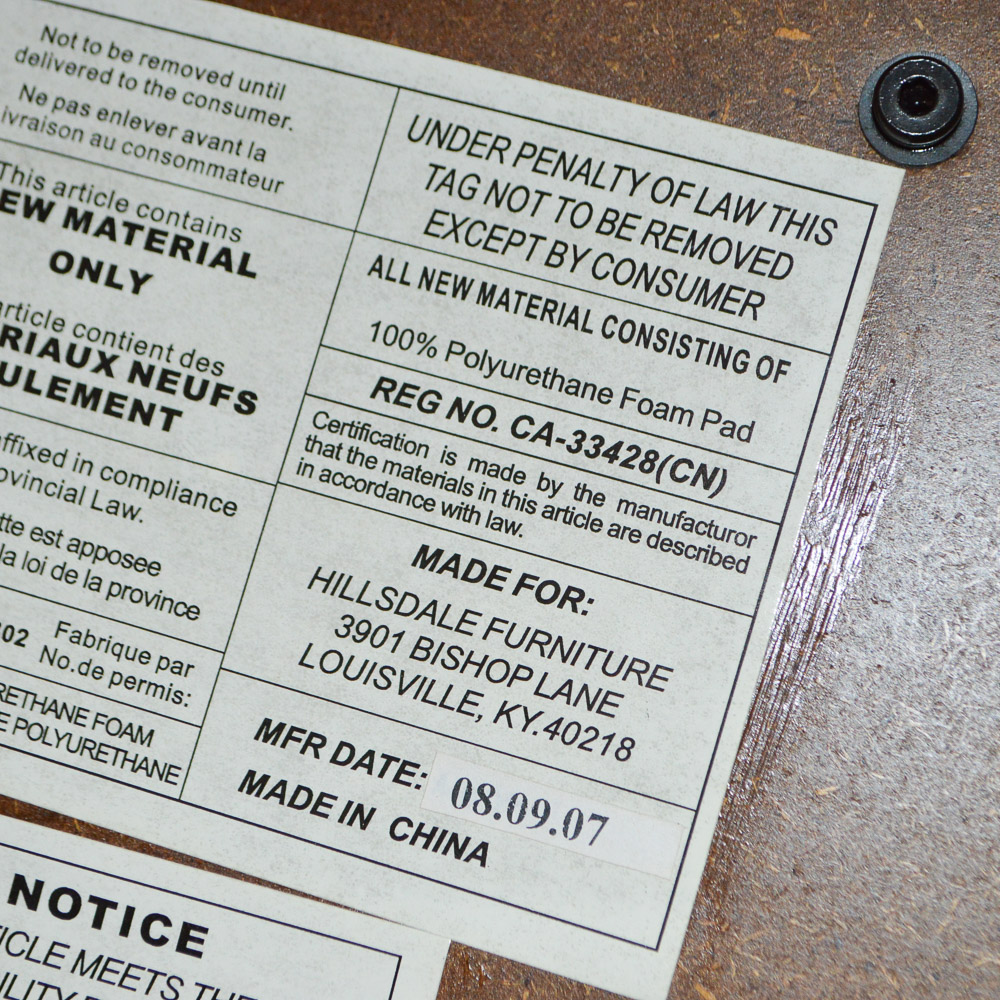 Not to be removed until
delivered to the consumer.
Ne pas enlever avant la
ivraison au consommateur
This article contains
EW MATERIAL
ONLY
article contient des
RIAUX NEUFS
ULEMENT
affixed in compliance
ovincial Law.
tte est apposee
la loi de la province
02 Fabrique par
No.de permis:
RETHANE FOAM
E POLYURETHANE
UNDER PENALTY OF LAW THIS
TAG NOT TO BE REMOVED
EXCEPT BY CONSUMER
ALL NEW MATERIAL CONSISTING OF
100% Polyurethane Foam Pad
REG NO. CA-33428(CN)
Certification is made by the manufacturor
that the materials in this article are described
in accordance with law.
MADE FOR:
HILLSDALE FURNITURE
3901 BISHOP LANE
LOUISVILLE, KY.40218
MFR DATE: 08.09.07
MADE IN CHINA
NOTICE
ICLE MEETS THE